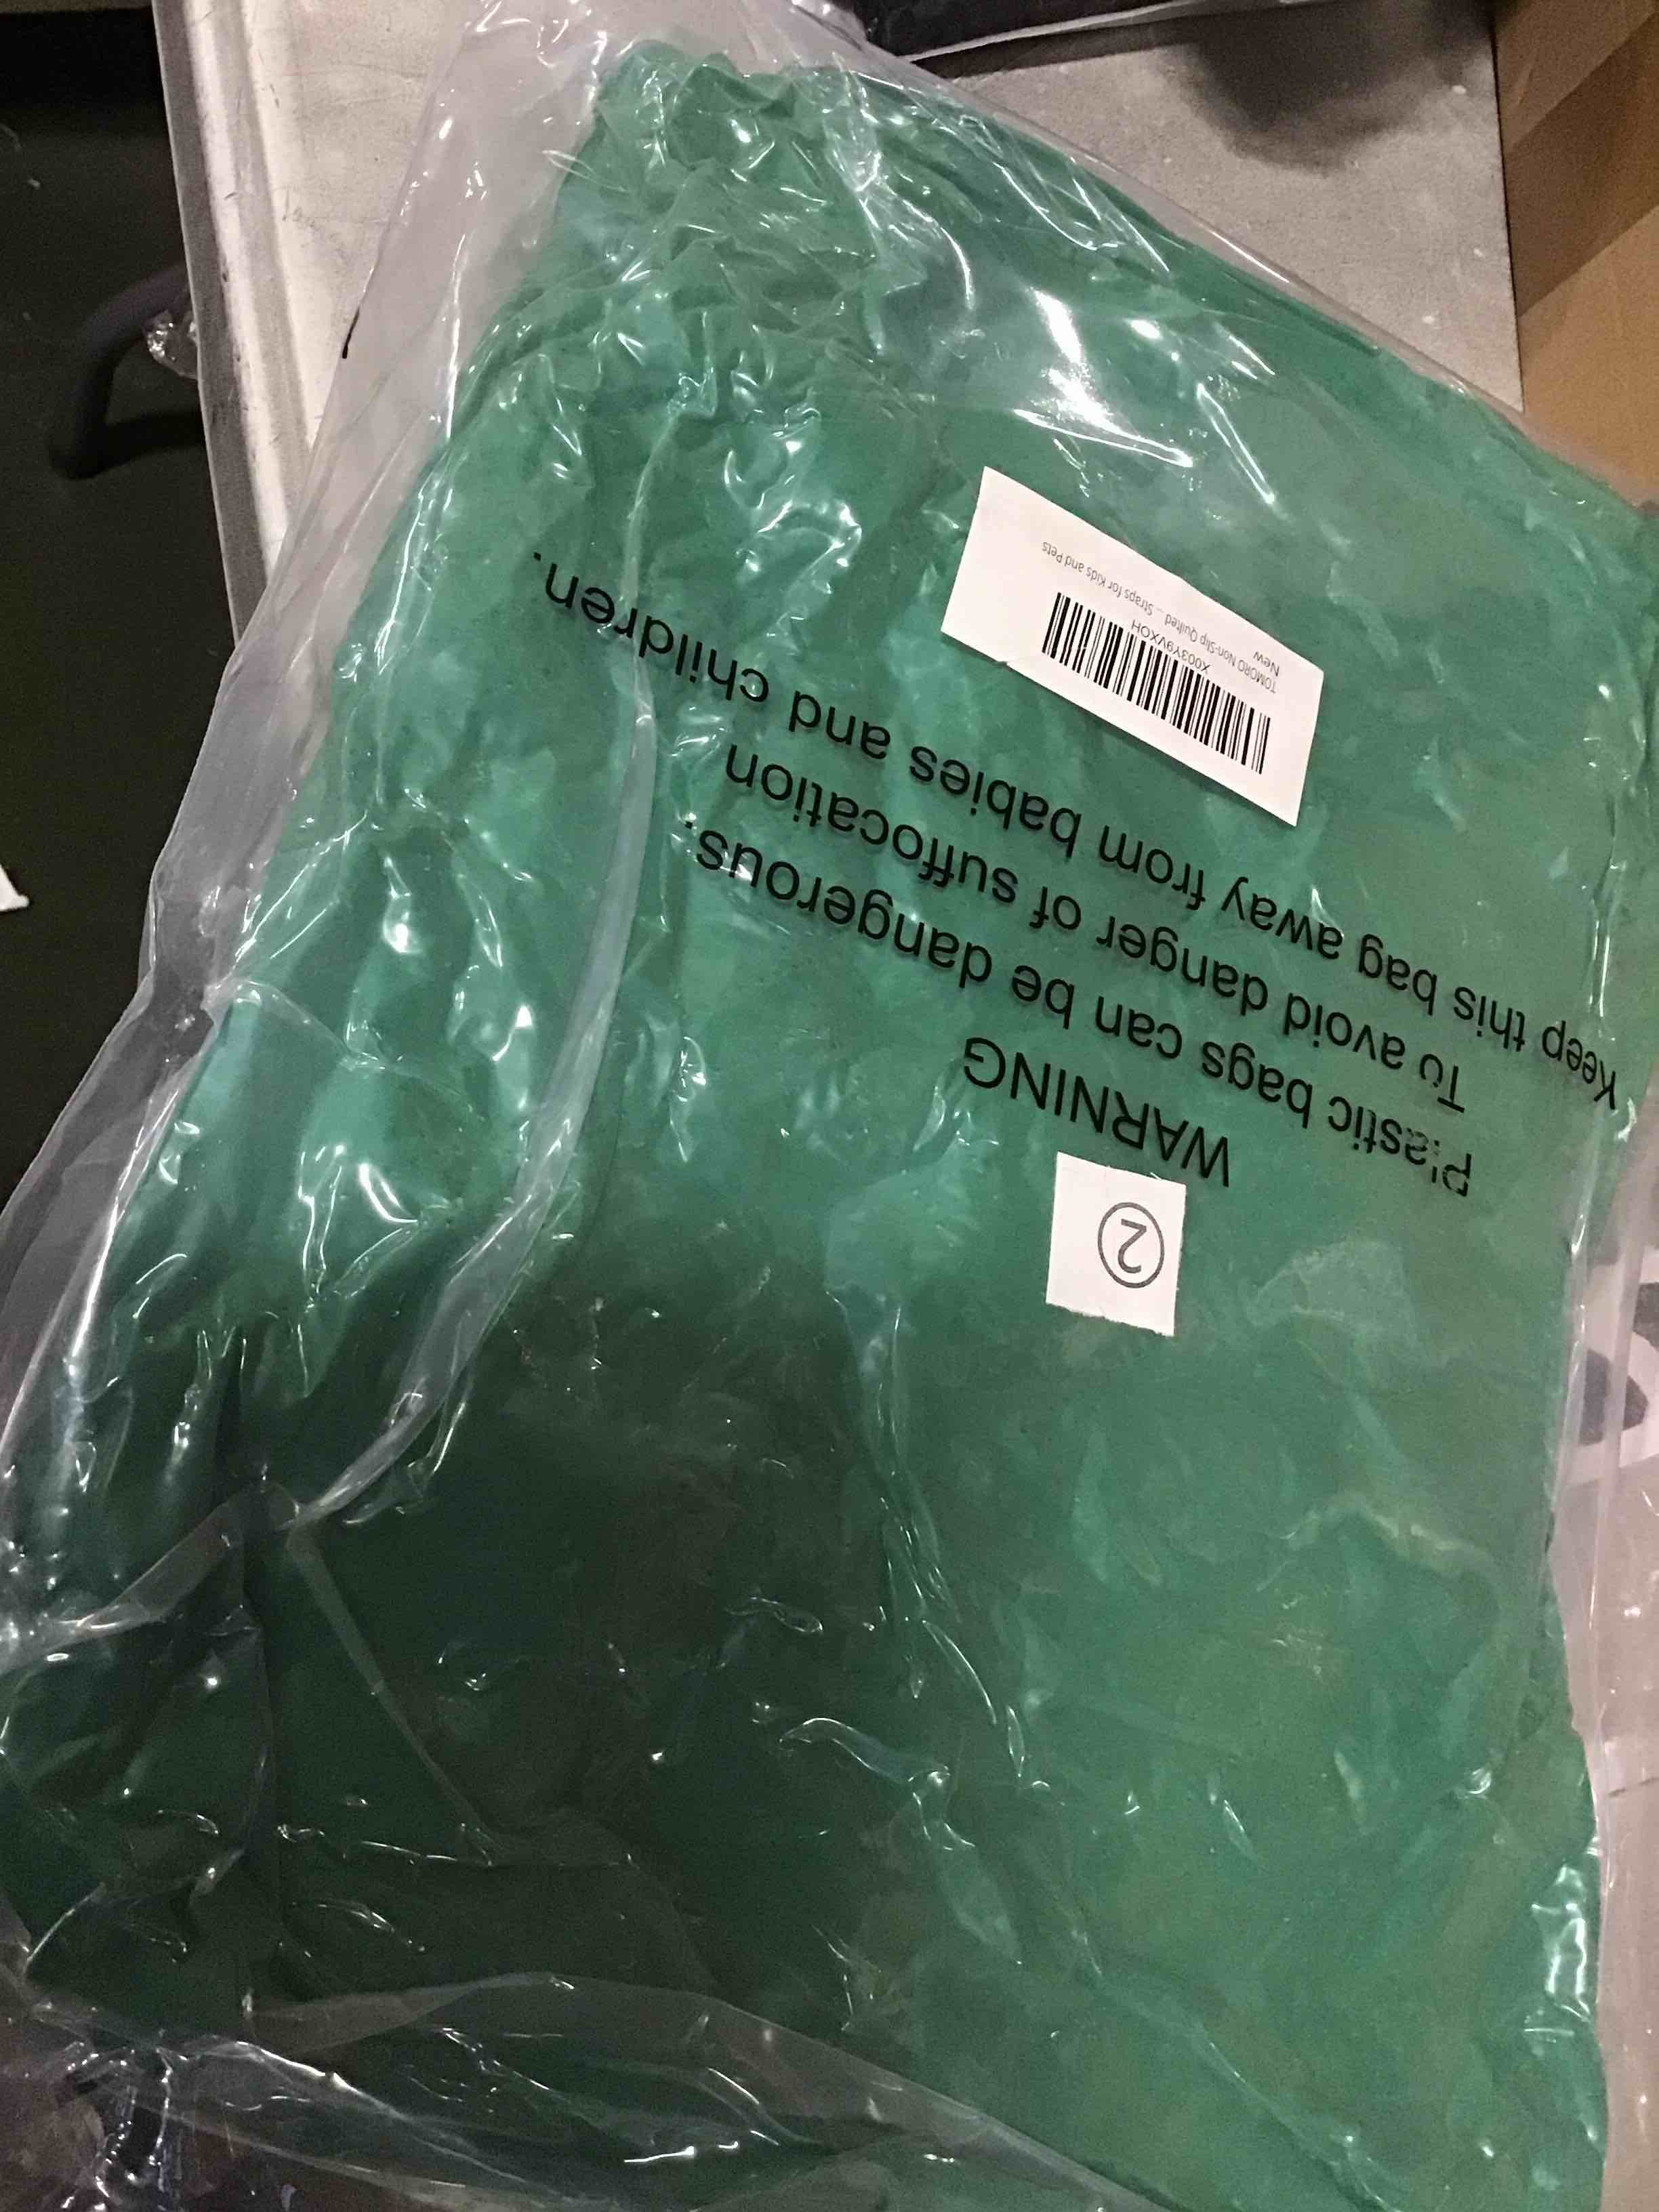 ②
WARNING
Plastic bags can be dangerous.
To avoid danger of suffocation
Keep this bag away from babies and children.
X003Y9VXOH
TOMORO Non-Slip Quilted ... Straps for Kids and Pets
New